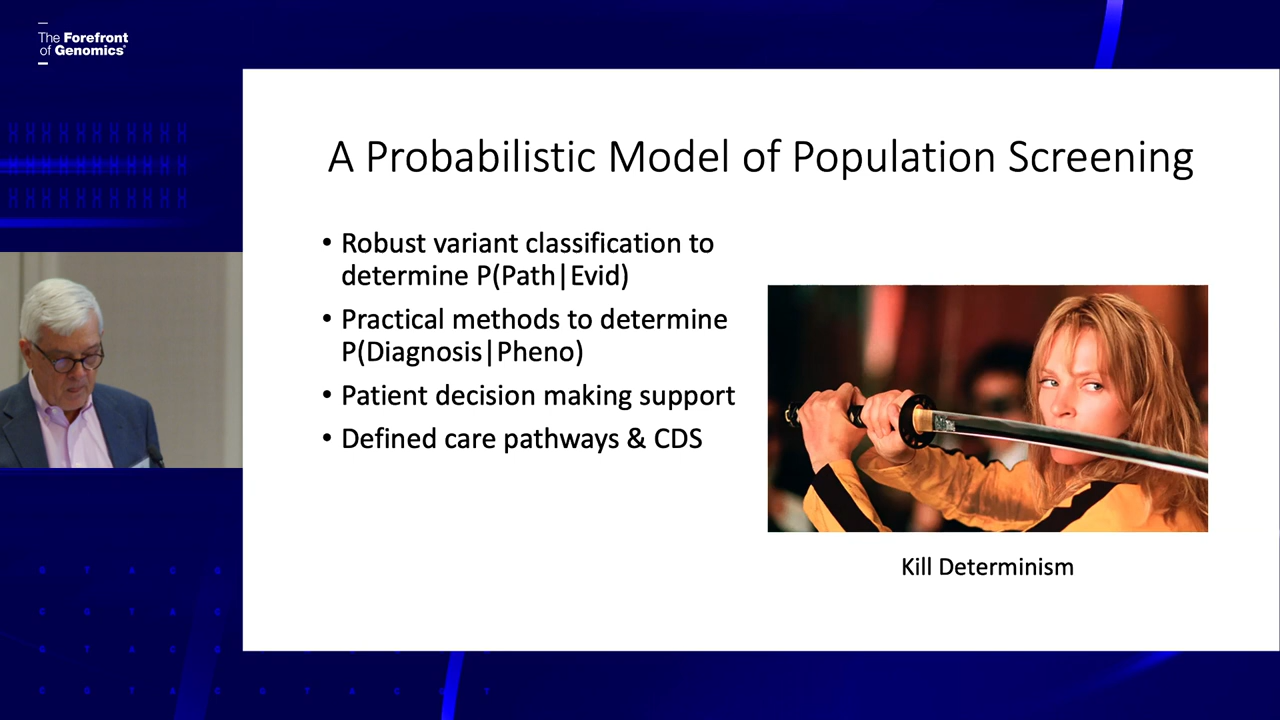 The Forefront
of Genomics®
A Probabilistic Model of Population Screening
• Robust variant classification to
determine P(Path|Evid)
• Practical methods to determine
P(Diagnosis|Pheno)
• Patient decision making support
• Defined care pathways & CDS
Kill Determinism